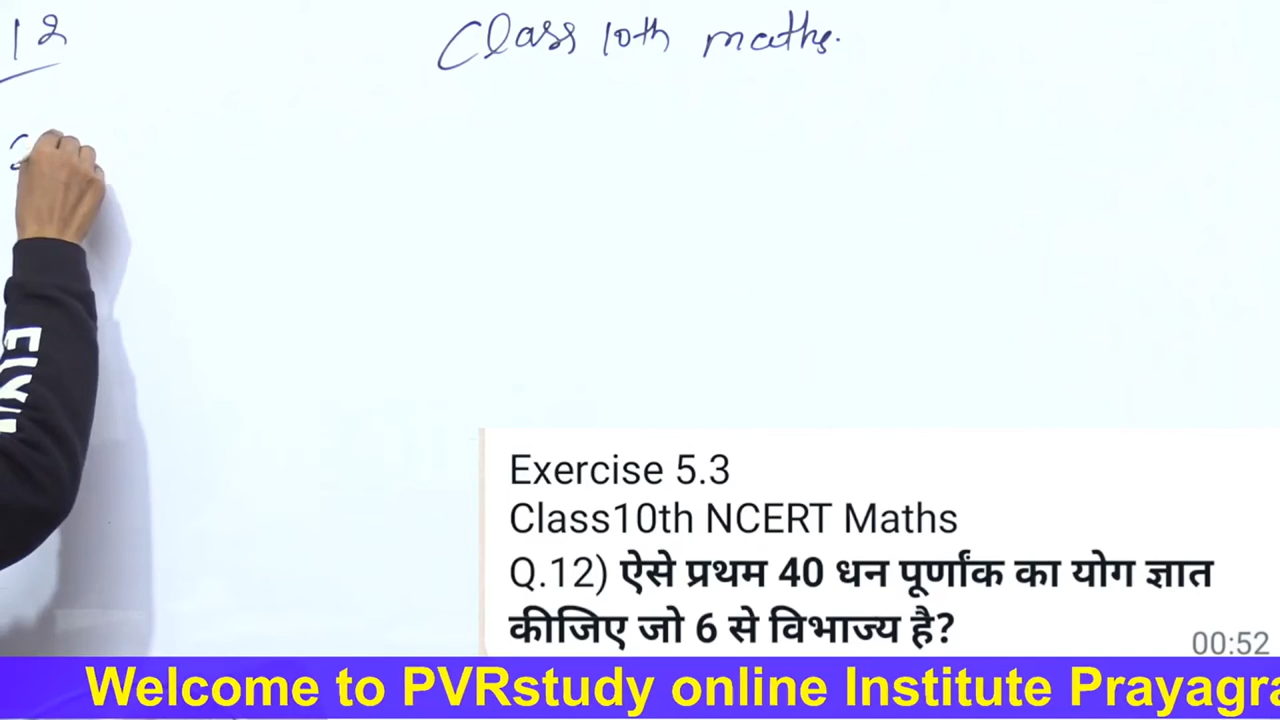 12
Class 10th maths.
Exercise 5.3
Class10th NCERT Maths
Q.12) ऐसे प्रथम 40 धन पूर्णांक का योग ज्ञात
कीजिए जो 6 से विभाज्य है?
00:52
Welcome to PVRstudy online Institute Prayagra